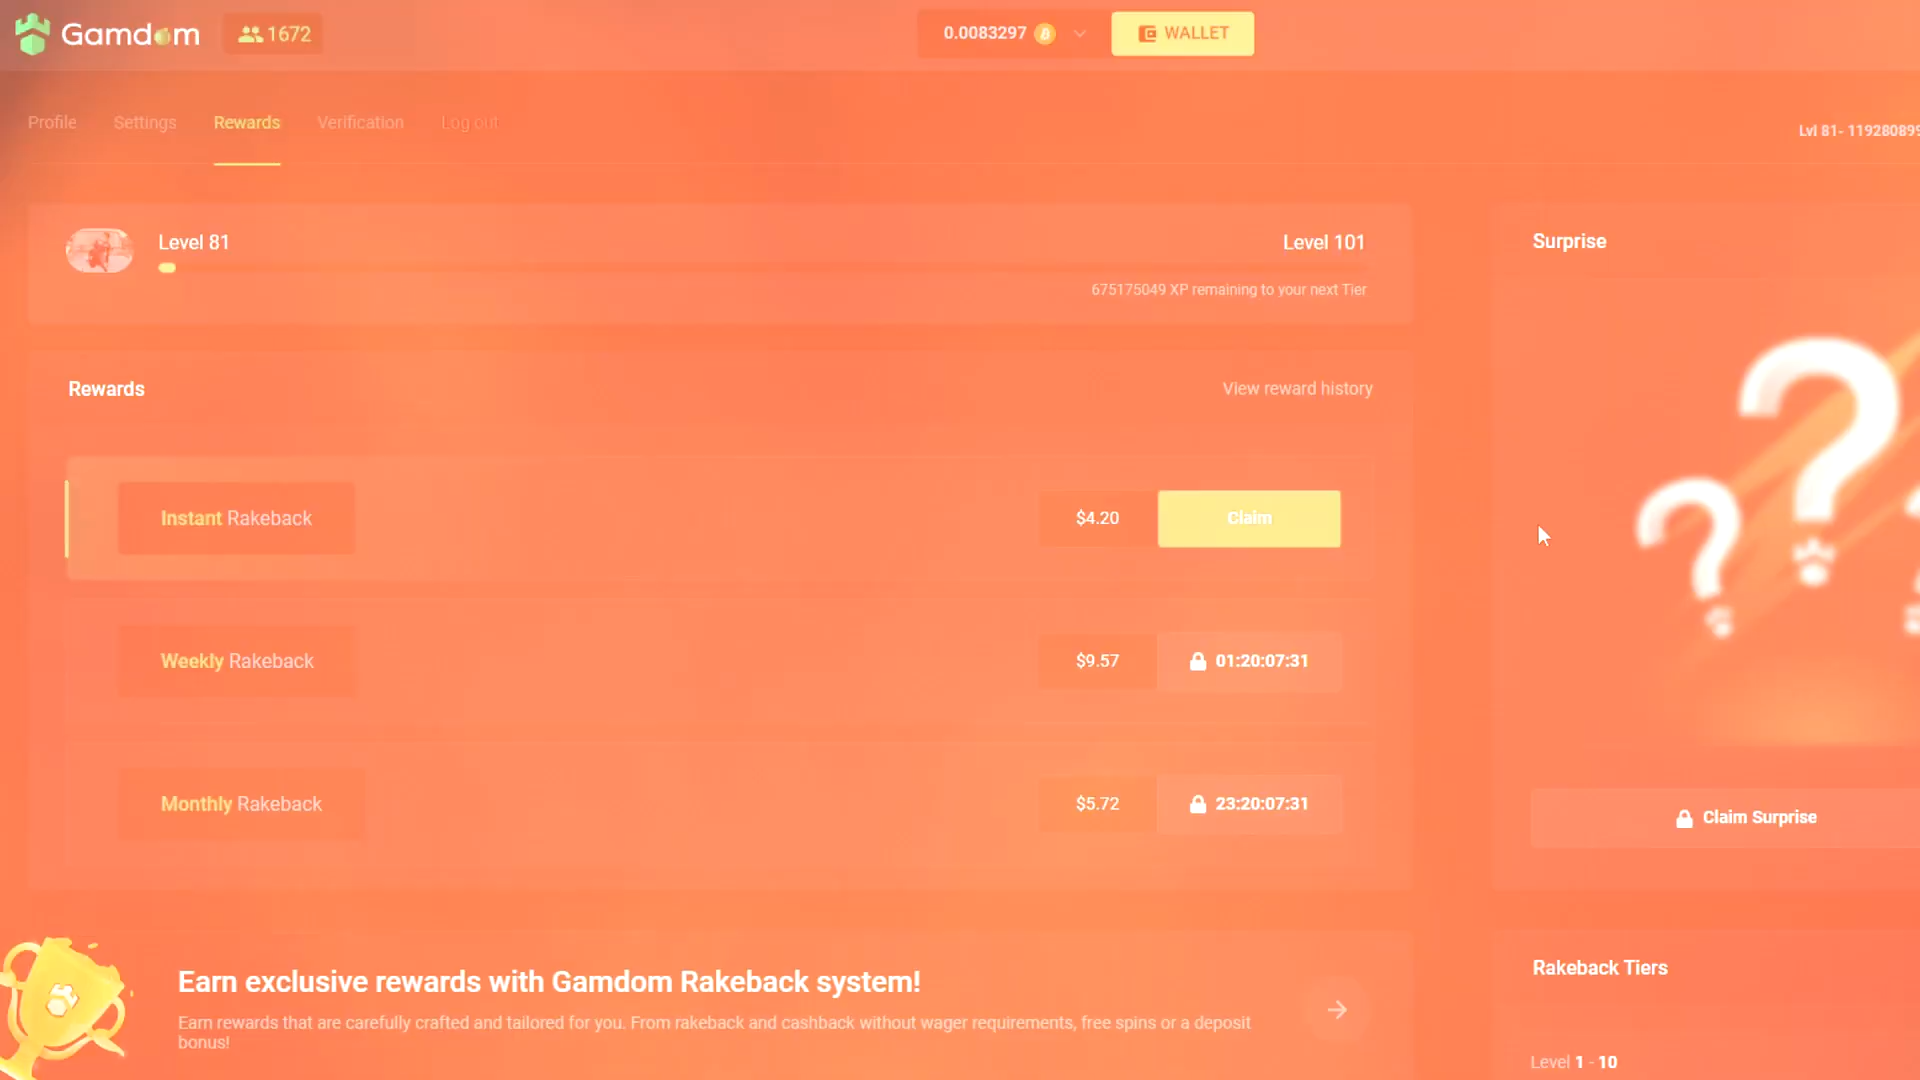 Gamdom
1672
0.0083297
WALLET
Profile
Settings
Rewards
Verification
Log out
Lvl 81- 119280899
Level 81
Level 101
675175049 XP remaining to your next Tier
Surprise
Rewards
View reward history
Instant Rakeback
$4.20
Claim
Weekly Rakeback
$9.57
01:20:07:31
Monthly Rakeback
$5.72
23:20:07:31
Claim Surprise
Earn exclusive rewards with Gamdom Rakeback system!
Earn rewards that are carefully crafted and tailored for you. From rakeback and cashback without wager requirements, free spins or a deposit
bonus!
Rakeback Tiers
Level 1 - 10